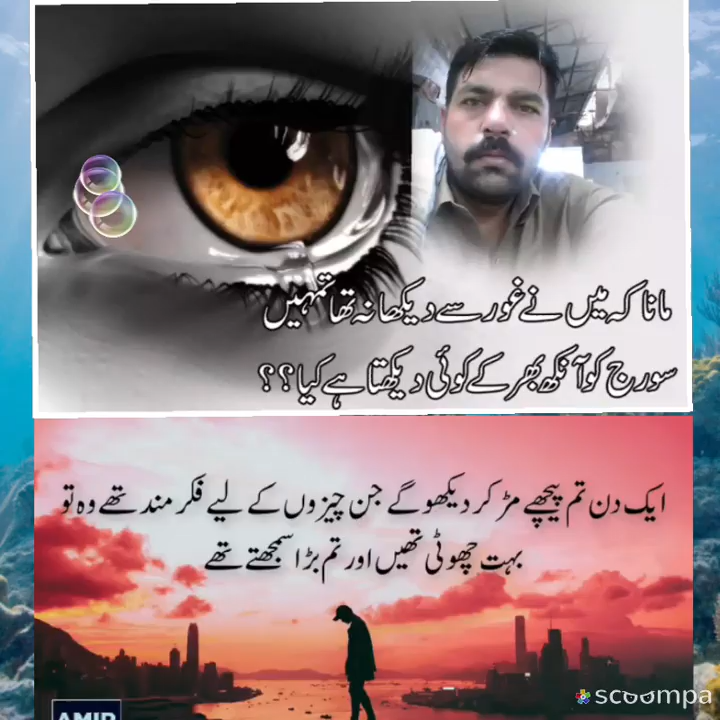 مانا کہ میں نے غور سے دیکھا نہ تھا تمہیں
سورج کو آنکھ بھر کے کوئی دیکھتا ہے کیا؟؟
ایک دن تم پیچھے مڑ کر دیکھو گے جن چیزوں کے لیے فکر مند تھے وہ تو
بہت چھوٹی تھیں اور تم بڑا سمجھتے تھے
AMIR
scoompa